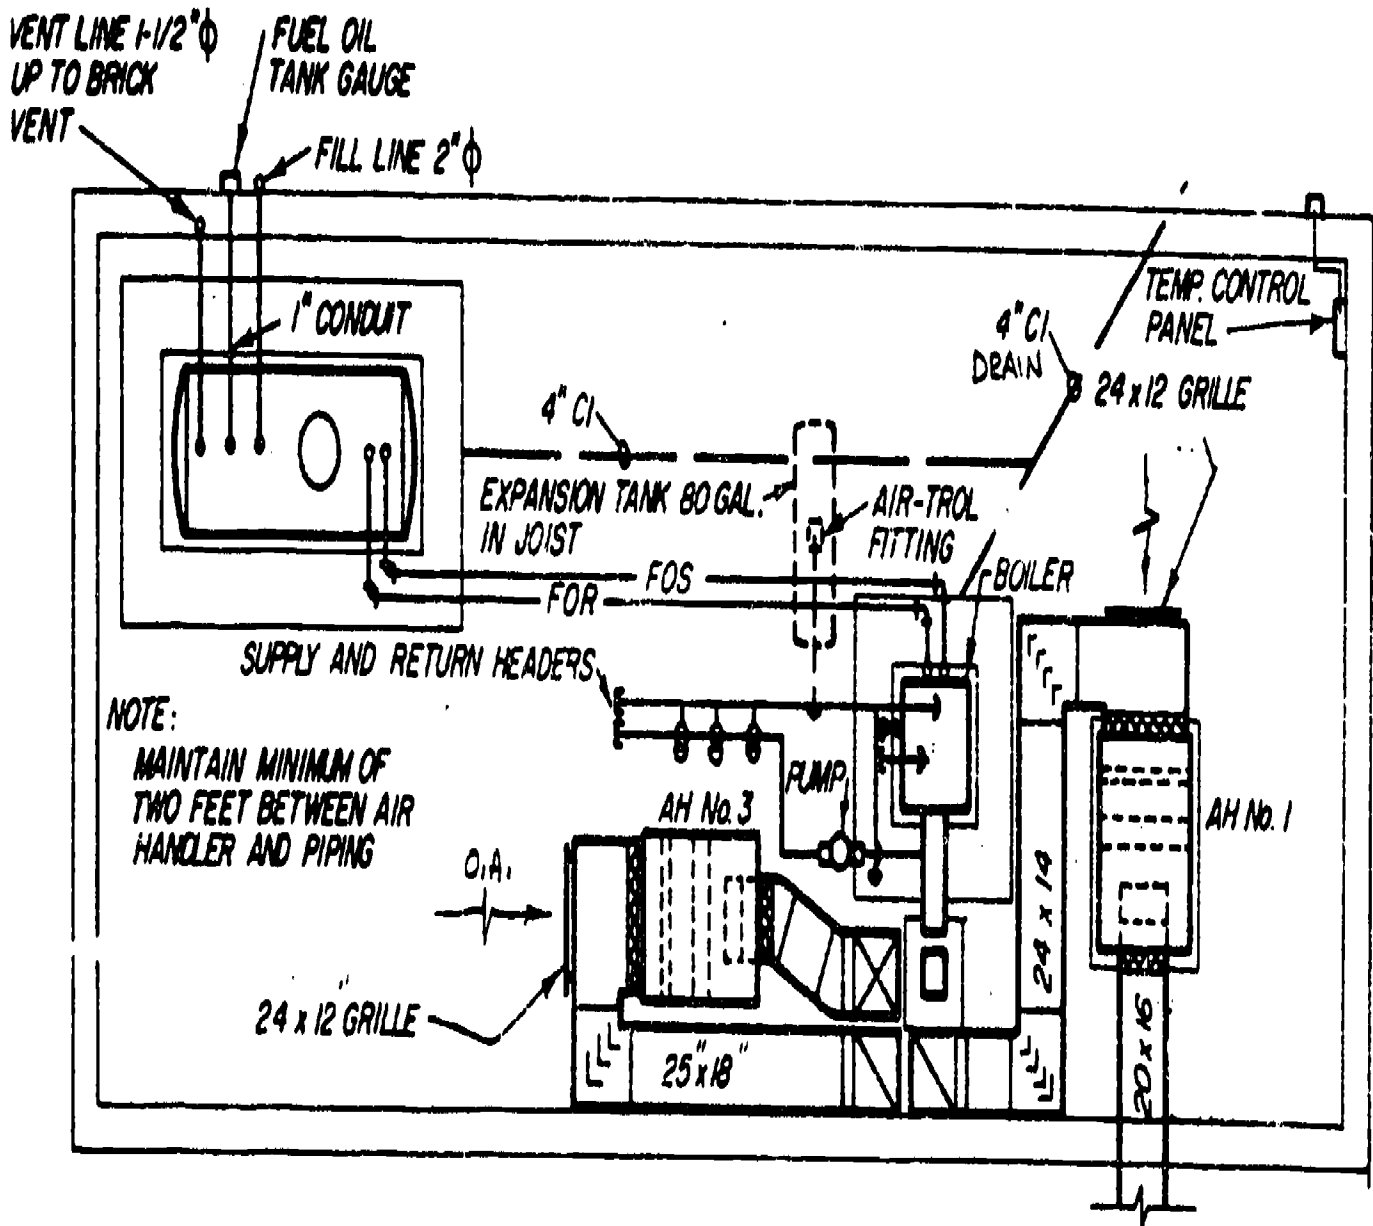 VENT LINE 1-1/2"φ
UP TO BRICK
VENT
FUEL OIL
TANK GAUGE
FILL LINE 2"φ
1" CONDUIT
4" CI
DRAIN
TEMP. CONTROL
PANEL
24 x 12 GRILLE
4" CI
EXPANSION TANK 80 GAL.
IN JOIST
AIR-TROL
FITTING
BOILER
FOS
FOR
SUPPLY AND RETURN HEADERS
NOTE:
MAINTAIN MINIMUM OF
TWO FEET BETWEEN AIR
HANDLER AND PIPING
PUMP
AH No. 3
AH No. 1
O.A.
24 x 14
24 x 12" GRILLE
25" x 18"
20 x 16